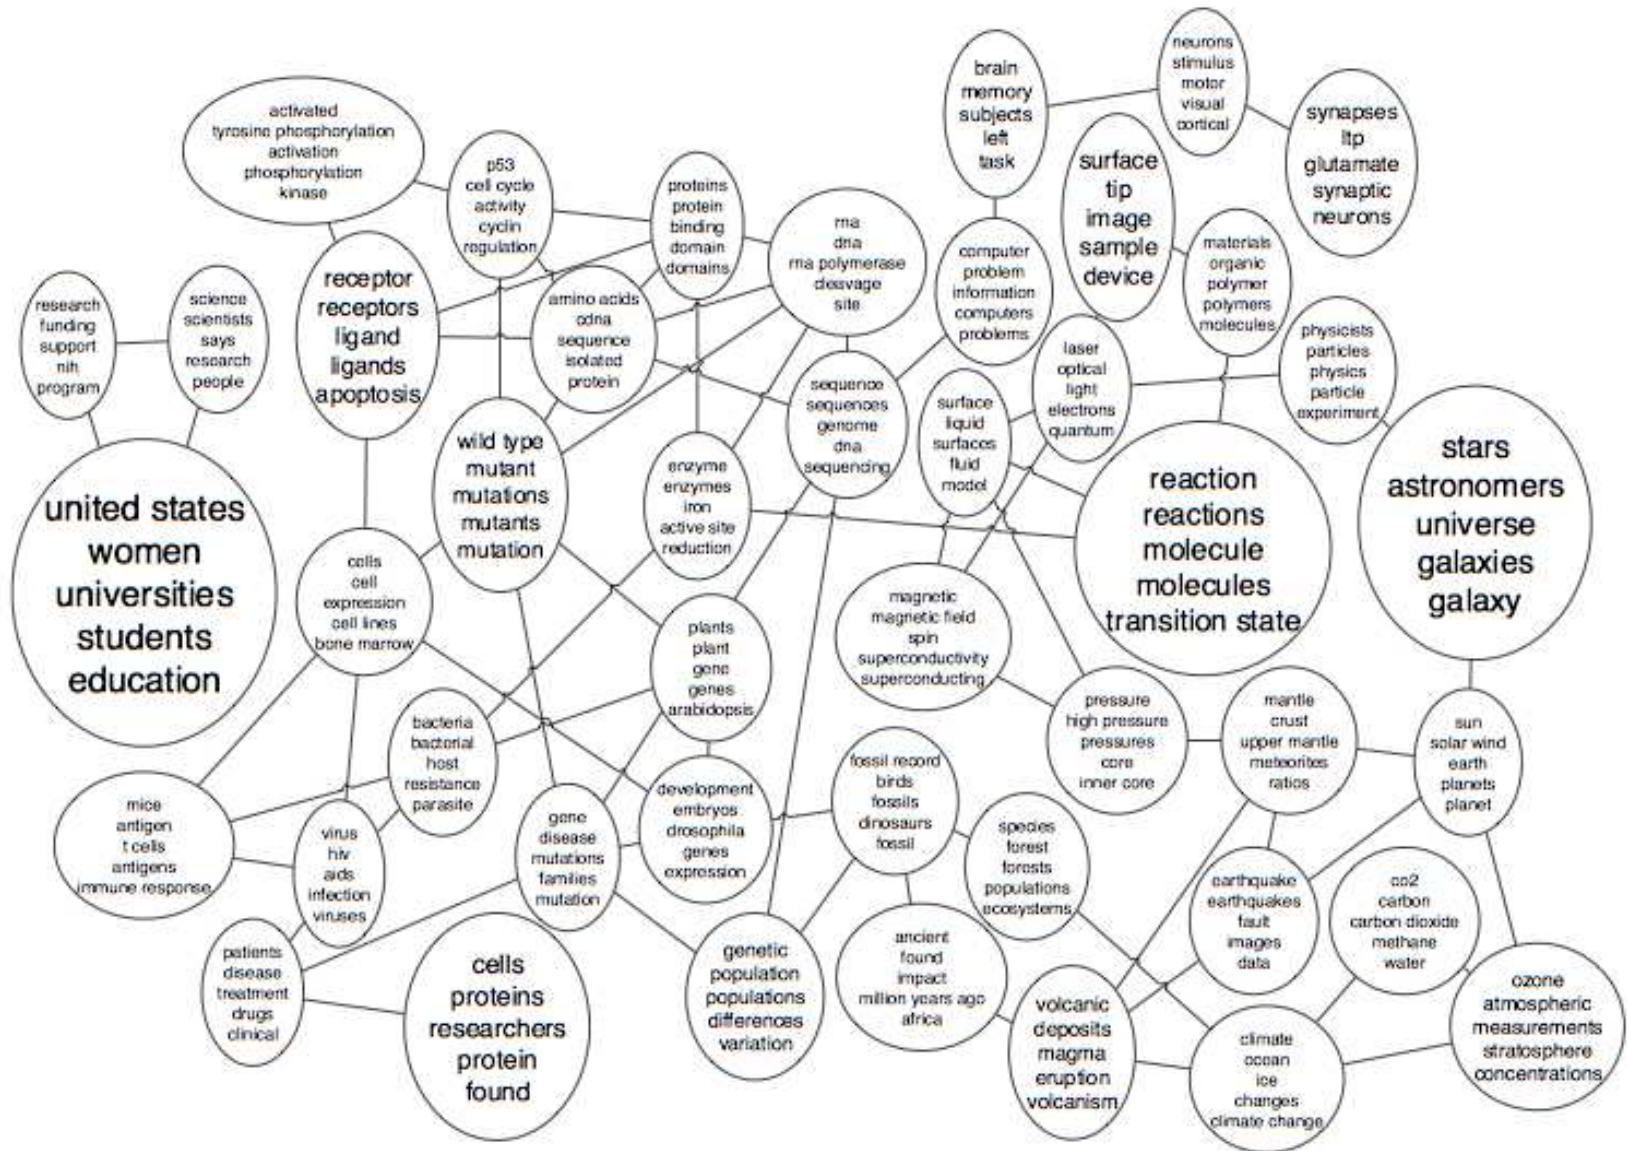 neurons
stimulus
motor
visual
cortical
brain
memory
subjects
left
task
synapses
ltp
glutamate
synaptic
neurons
activated
tyrosine phosphorylation
activation
phosphorylation
kinase
p53
cell cycle
activity
cyclin
regulation
proteins
protein
binding
domain
domains
rna
dna
rna polymerase
cleavage
site
surface
tip
image
sample
device
computer
problem
information
computers
problems
materials
organic
polymer
polymers
molecules
research
funding
support
nih
program
science
scientists
says
research
people
receptor
receptors
ligand
ligands
apoptosis
amino acids
cdna
sequence
isolated
protein
laser
optical
light
electrons
quantum
physicists
particles
physics
particle
experiment
sequence
sequences
genome
dna
sequencing
surface
liquid
surfaces
fluid
model
wild type
mutant
mutations
mutants
mutation
enzyme
enzymes
iron
active site
reduction
reaction
reactions
molecule
molecules
transition state
stars
astronomers
universe
galaxies
galaxy
united states
women
universities
students
education
cells
cell
expression
cell lines
bone marrow
magnetic
magnetic field
spin
superconductivity
superconducting
plants
plant
gene
genes
arabidopsis
pressure
high pressure
pressures
core
inner core
mantle
crust
upper mantle
meteorites
ratios
sun
solar wind
earth
planets
planet
bacteria
bacterial
host
resistance
parasite
fossil record
birds
fossils
dinosaurs
fossil
development
embryos
drosophila
genes
expression
mice
antigen
t cells
antigens
immune response
virus
hiv
aids
infection
viruses
gene
disease
mutations
families
mutation
species
forest
forests
populations
ecosystems
earthquake
earthquakes
fault
images
data
co2
carbon
carbon dioxide
methane
water
patients
disease
treatment
drugs
clinical
cells
proteins
researchers
protein
found
genetic
population
populations
differences
variation
ancient
found
impact
million years ago
africa
volcanic
deposits
magma
eruption
volcanism
climate
ocean
ice
changes
climate change
ozone
atmospheric
measurements
stratosphere
concentrations